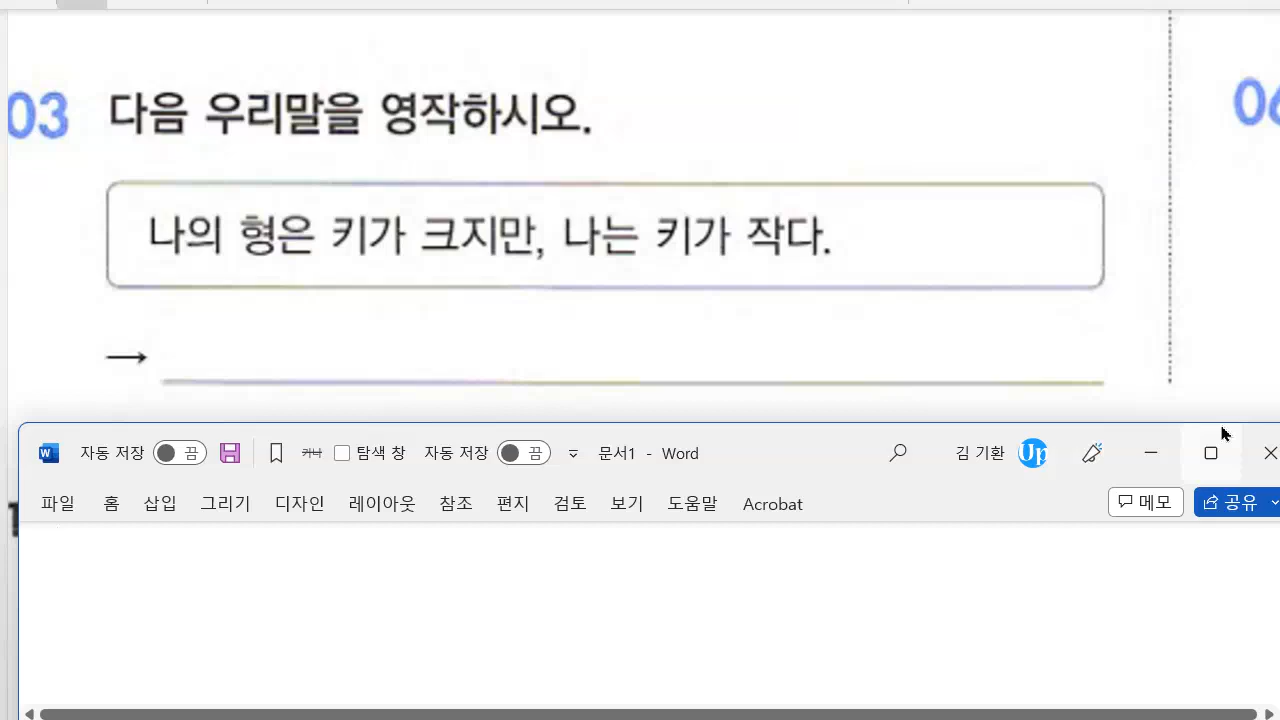 03 다음 우리말을 영작하시오.
나의 형은 키가 크지만, 나는 키가 작다.
→
자동 저장 끔 가나 탐색 창 자동 저장 끔 문서1 - Word 김 기환 Up
파일 홈 삽입 그리기 디자인 레이아웃 참조 편지 검토 보기 도움말 Acrobat 메모 공유